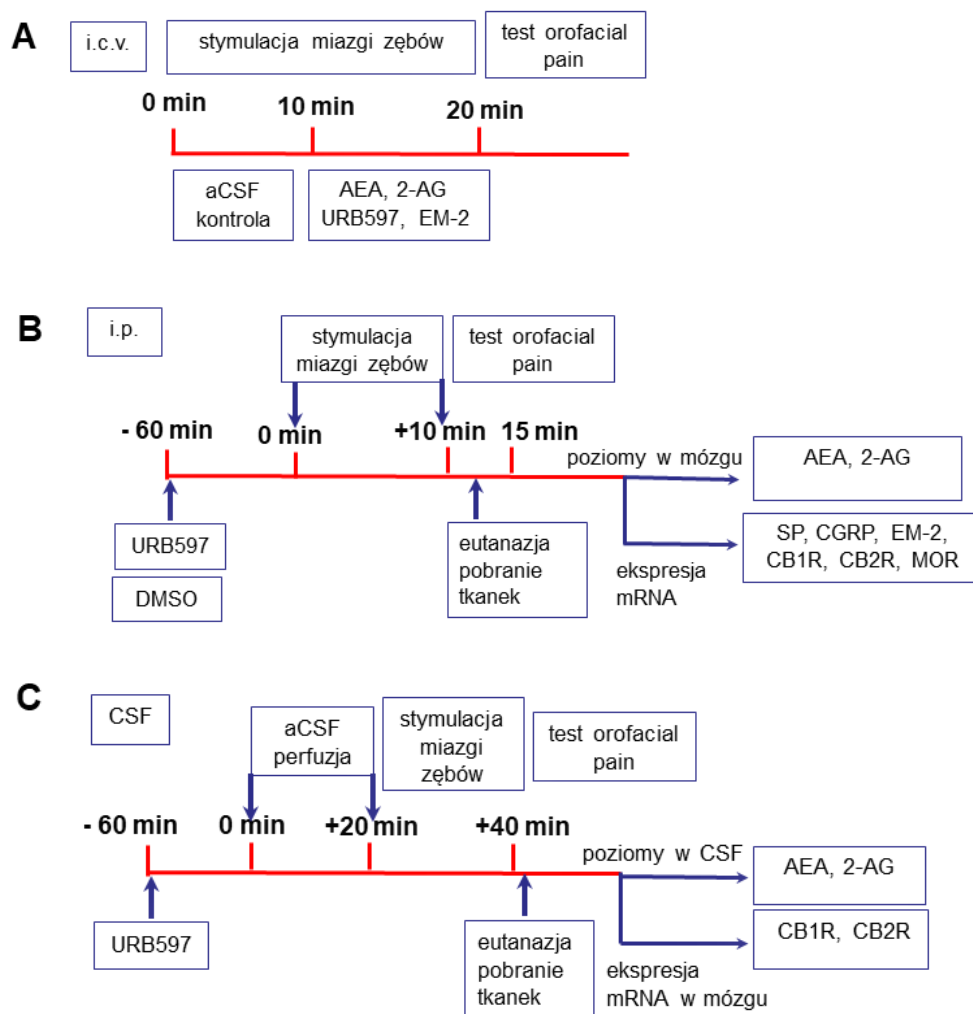 A
i.c.v.
stymulacja miazgi zębów
test orofacial
pain
0 min
10 min
20 min
aCSF
kontrola
AEA, 2-AG
URB597, EM-2
B
i.p.
stymulacja
miazgi zębów
test orofacial
pain
- 60 min
0 min
+10 min
15 min
poziomy w mózgu
AEA, 2-AG
URB597
DMSO
eutanazja
pobranie
tkanek
ekspresja
mRNA
SP, CGRP, EM-2,
CB1R, CB2R, MOR
C
CSF
aCSF
perfuzja
stymulacja
miazgi
zębów
test orofacial
pain
- 60 min
0 min
+20 min
+40 min
poziomy w CSF
AEA, 2-AG
URB597
eutanazja
pobranie
tkanek
ekspresja
mRNA w mózgu
CB1R, CB2R